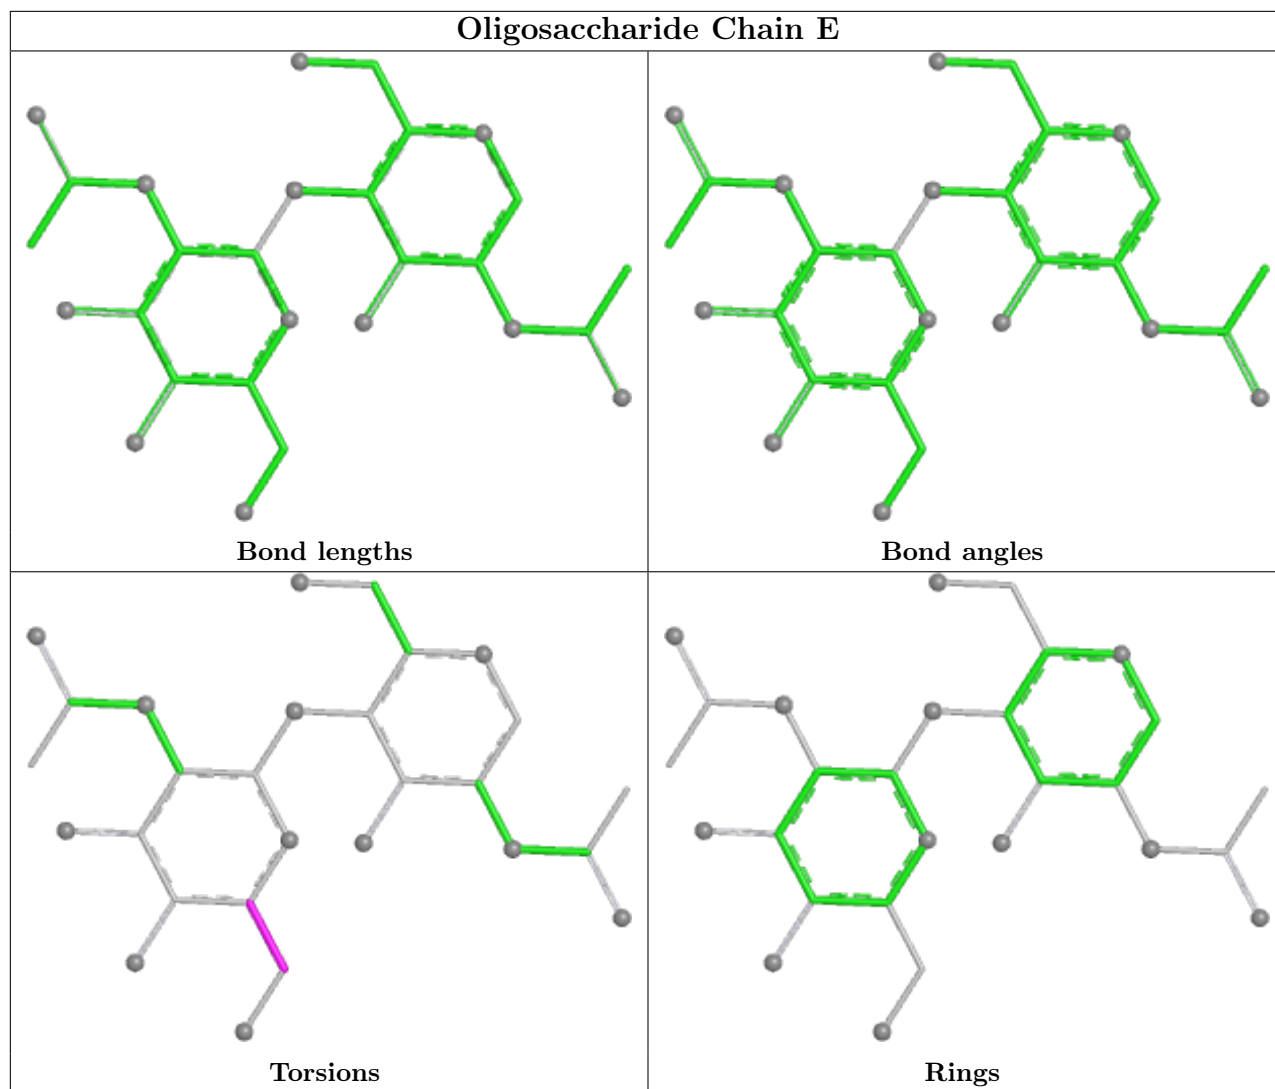 Oligosaccharide Chain E
Bond lengths
Bond angles
Torsions
Rings